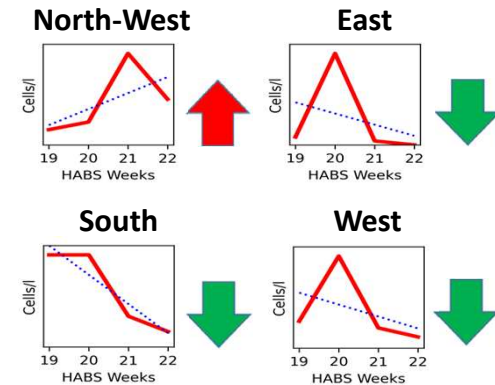 North-West
Cells/l
19 20 21 22
HABS Weeks
East
Cells/l
19 20 21 22
HABS Weeks
South
Cells/l
19 20 21 22
HABS Weeks
West
Cells/l
19 20 21 22
HABS Weeks